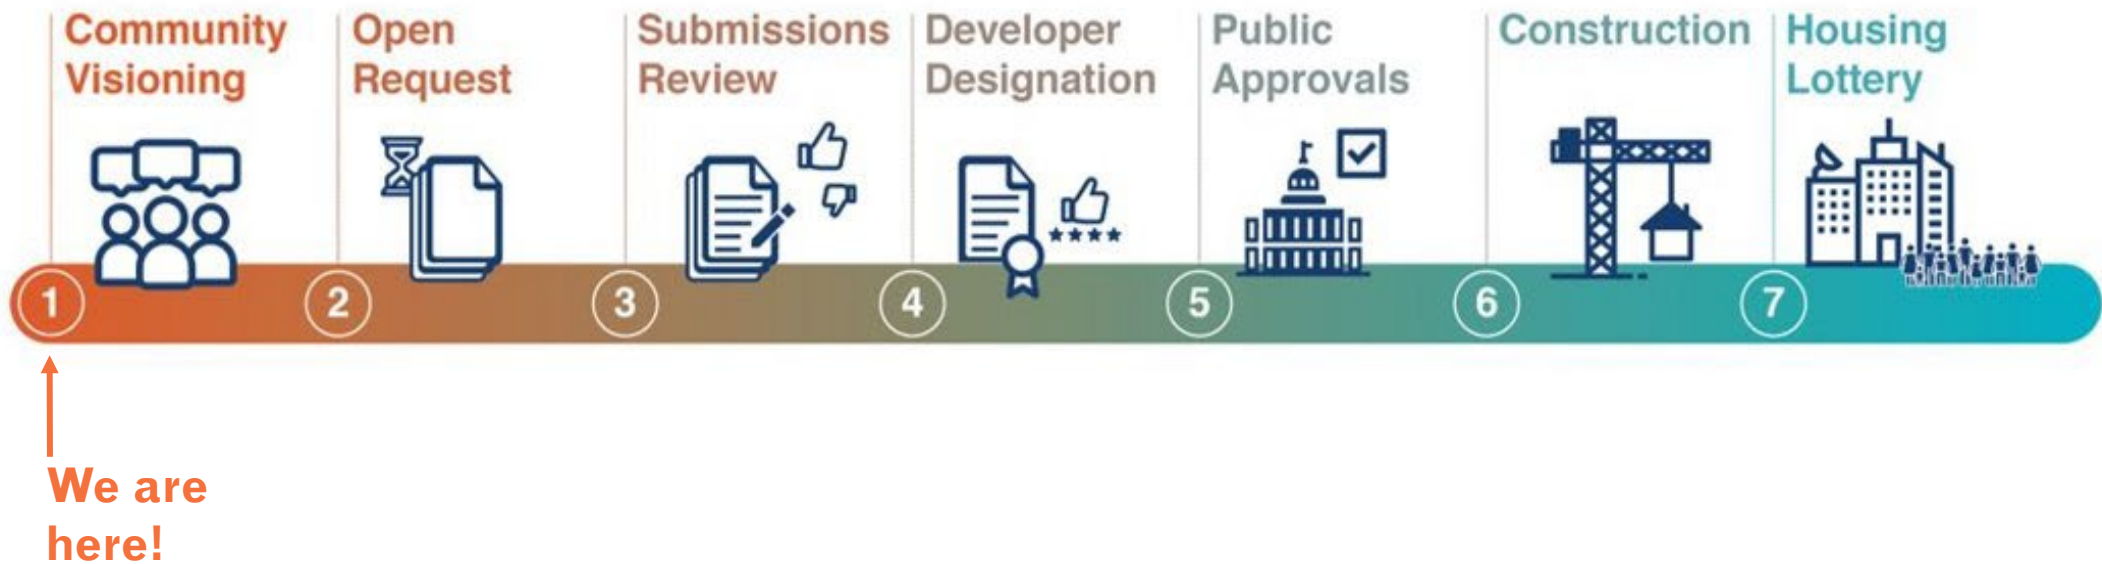 Community
Visioning
Open
Request
Submissions
Review
Developer
Designation
Public
Approvals
Construction
Housing
Lottery
1
2
3
4
5
6
7
We are
here!